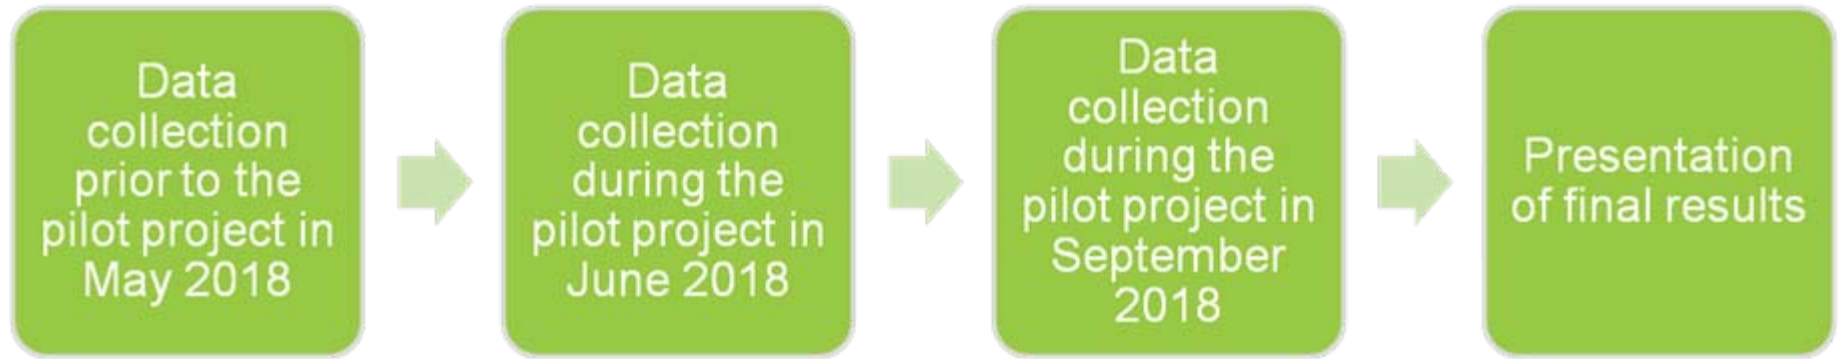 Data
collection
prior to the
pilot project in
May 2018
Data
collection
during the
pilot project in
June 2018
Data
collection
during the
pilot project in
September
2018
Presentation
of final results